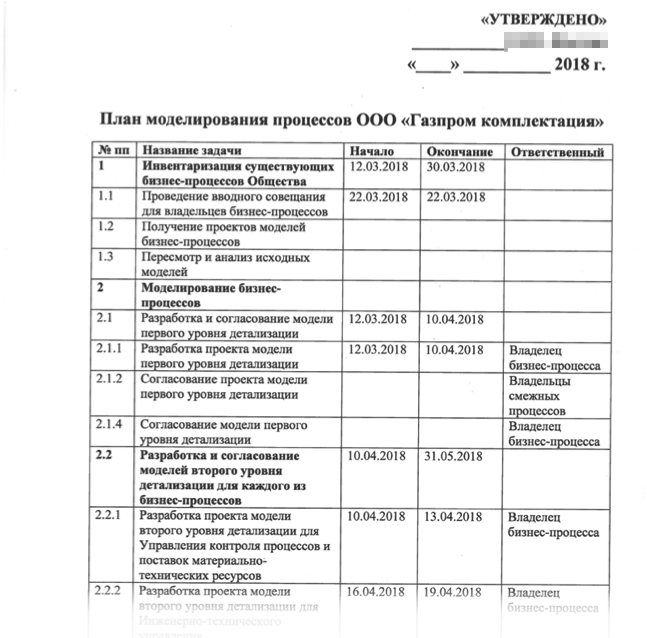 «УТВЕРЖДЕНО»
«____» __________ 2018 г.
План моделирования процессов ООО «Газпром комплектация»
№ пп Название задачи Начало Окончание Ответственный
1 Инвентаризация существующих 12.03.2018 30.03.2018
бизнес-процессов Общества
1.1 Проведение вводного совещания 22.03.2018 22.03.2018
для владельцев бизнес-процессов
1.2 Получение проектов моделей
бизнес-процессов
1.3 Пересмотр и анализ исходных
моделей
2 Моделирование бизнес-
процессов
2.1 Разработка и согласование модели 12.03.2018 10.04.2018
первого уровня детализации
2.1.1 Разработка проекта модели 12.03.2018 10.04.2018 Владелец
первого уровня детализации бизнес-процесса
2.1.2 Согласование проекта модели Владельцы
первого уровня детализации смежных
процессов
2.1.4 Согласование модели первого Владелец
уровня детализации бизнес-процесса
2.2 Разработка и согласование 10.04.2018 31.05.2018
моделей второго уровня
детализации для каждого из
бизнес-процессов
2.2.1 Разработка проекта модели 10.04.2018 13.04.2018 Владелец
второго уровня детализации для бизнес-процесса
Управления контроля процессов и
поставок материально-
технических ресурсов
2.2.2 Разработка проекта модели 16.04.2018 19.04.2018 Владелец
второго уровня детализации для бизнес-процесса
Инженерно-технического
управления